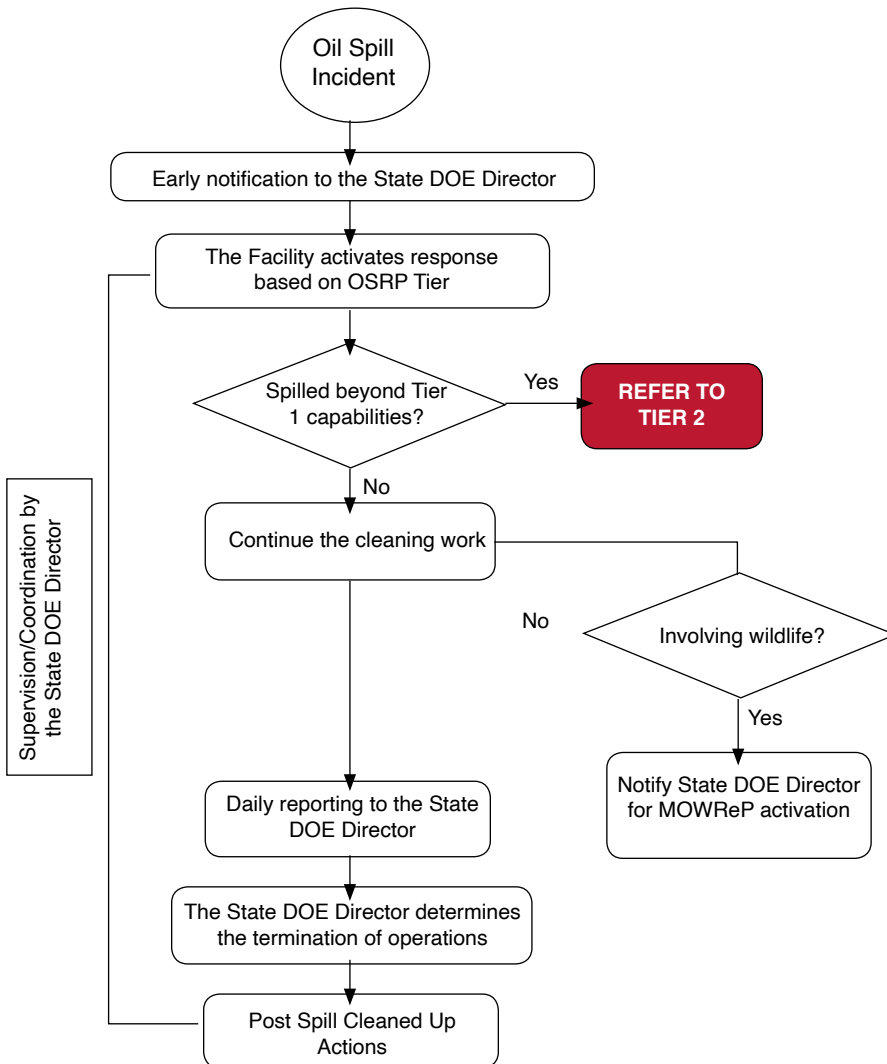 Oil Spill
Incident
Early notification to the State DOE Director
The Facility activates response
based on OSRP Tier
Spilled beyond Tier
1 capabilities?
Yes
REFER TO
TIER 2
No
Continue the cleaning work
Supervision/Coordination by
the State DOE Director
No
Involving wildlife?
Yes
Notify State DOE Director
for MOWReP activation
Daily reporting to the State
DOE Director
The State DOE Director determines
the termination of operations
Post Spill Cleaned Up
Actions